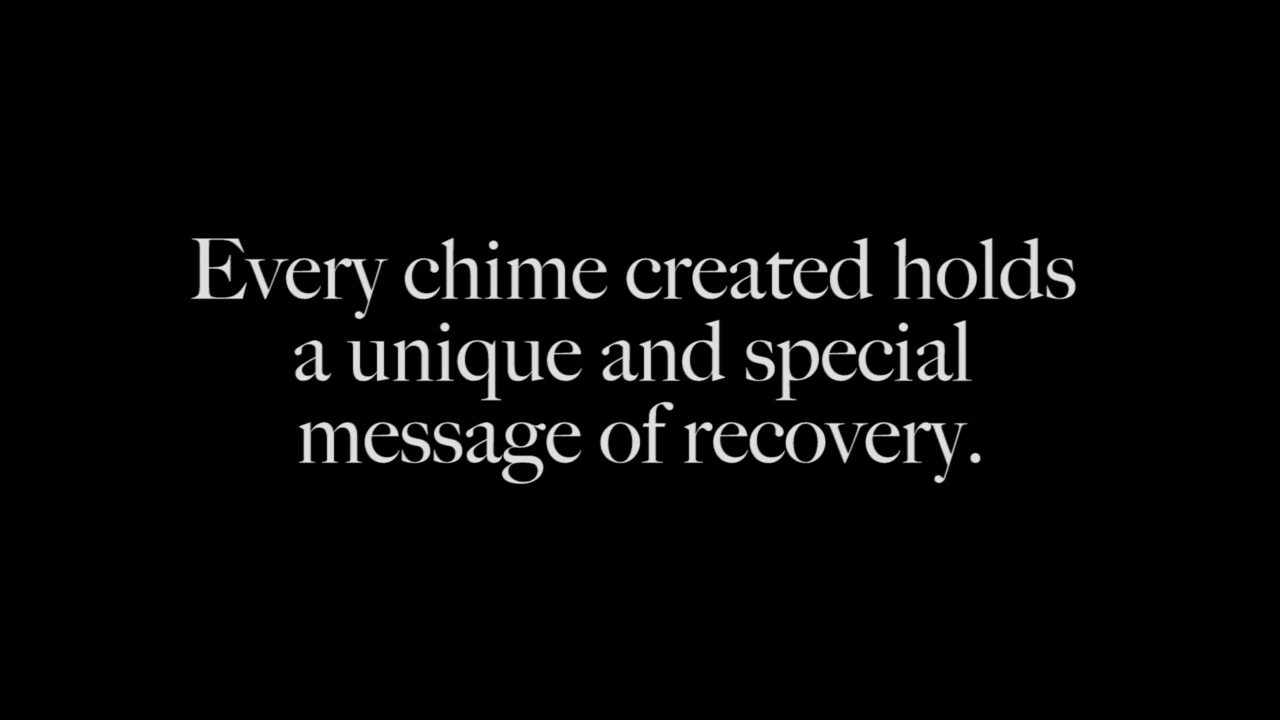 Every chime created holds
a unique and special
message of recovery.